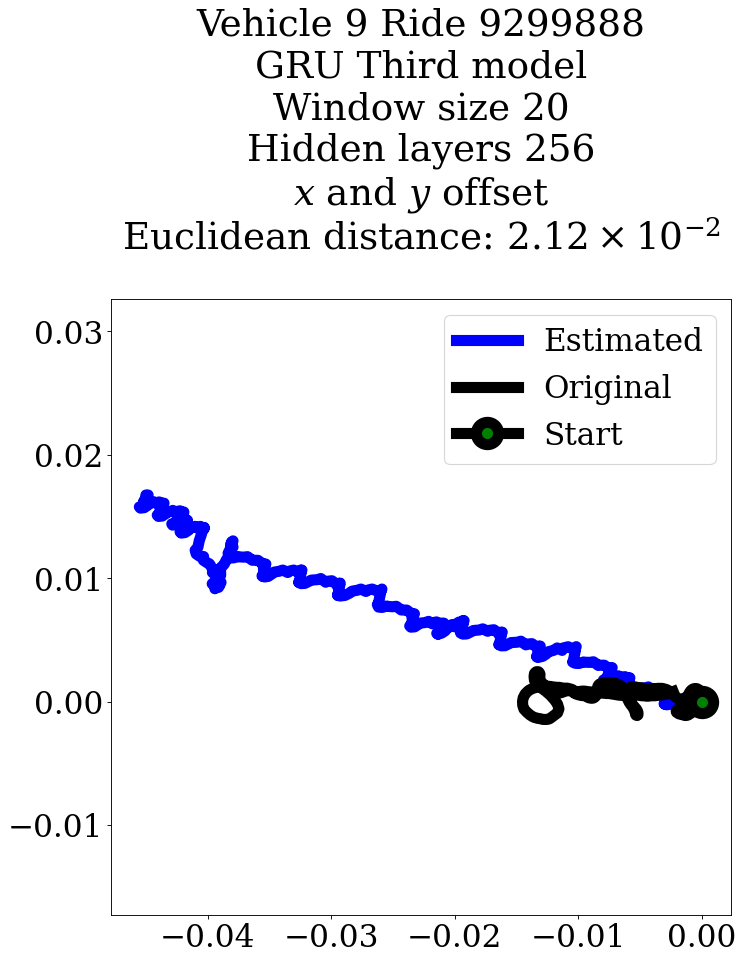 Vehicle 9 Ride 9299888
GRU Third model
Window size 20
Hidden layers 256
x and y offset
Euclidean distance: 2.12 × 10⁻²
Estimated
Original
Start
0.03
0.02
0.01
0.00
−0.01
−0.04 −0.03 −0.02 −0.01 0.00